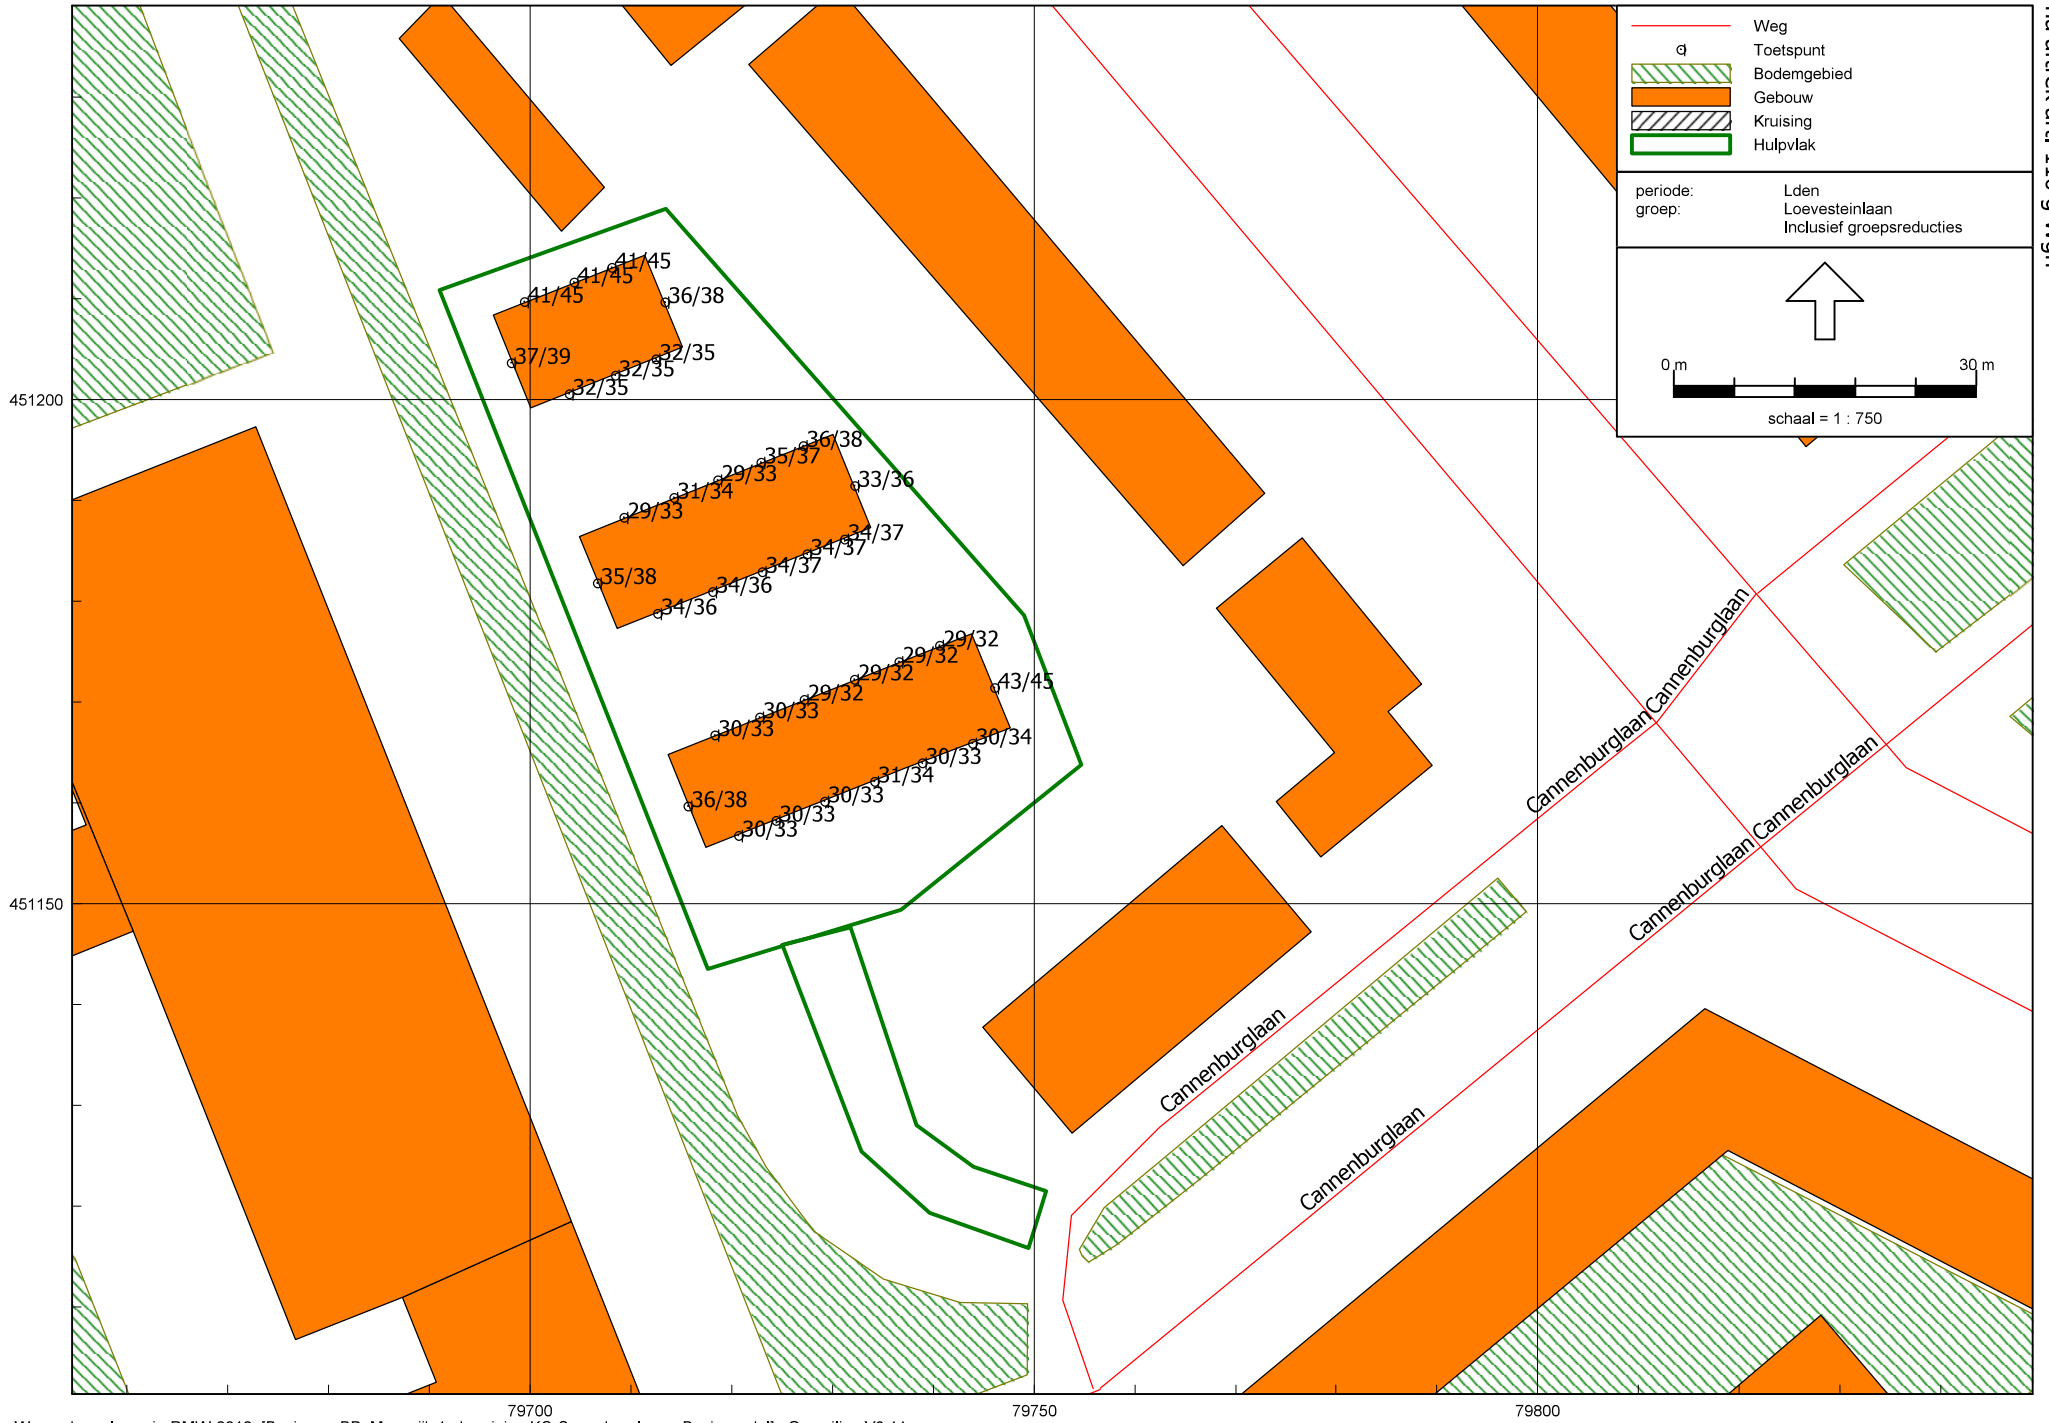 Weg
Toetspunt
Bodemgebied
Gebouw
Kruising
Hulpvlak
periode: Lden
groep: Loevesteinlaan
Inclusief groepsreducties
0 m 30 m
schaal = 1 : 750
41/45
41/45
41/45
36/38
37/39
32/35
32/35
32/35
451200
36/38
35/37
29/33
31/34
29/33
33/36
34/37
34/37
34/37
34/36
34/36
35/38
29/32
29/32
29/32
29/32
30/33
30/33
43/45
30/34
30/33
31/34
30/33
30/33
30/33
36/38
Cannenburglaan
Cannenburglaan
Cannenburglaan
Cannenburglaan
451150
Cannenburglaan
Cannenburglaan
79700 79750 79800